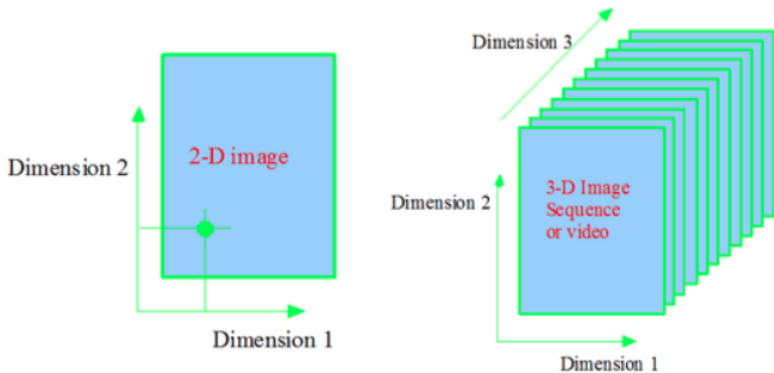 2-D image
Dimension 2
Dimension 1
Dimension 3
3-D Image
Sequence
or video
Dimension 2
Dimension 1